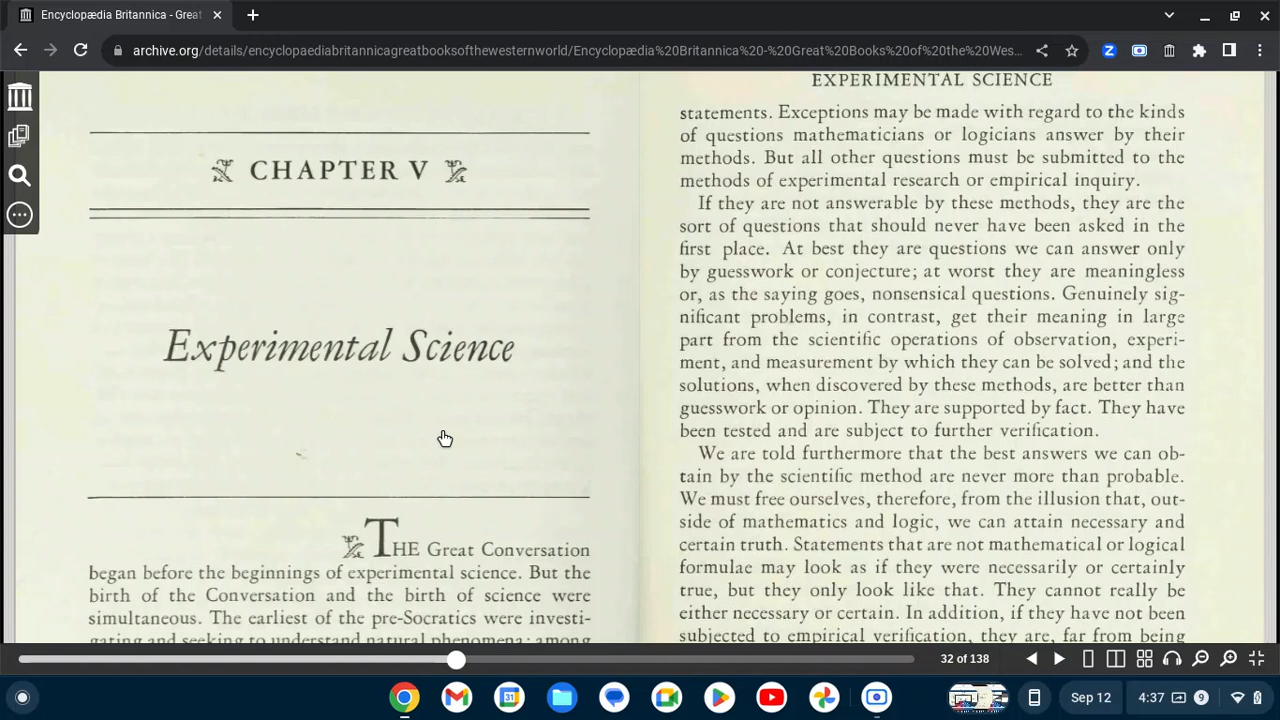 Encyclopædia Britannica - Great
archive.org/details/encyclopaediabritannicagreatbooksofthewesternworld/Encyclopædia%20Britannica%20-%20Great%20Books%20of%20the%20Wes...
CHAPTER V
Experimental Science
THE Great Conversation
began before the beginnings of experimental science. But the
birth of the Conversation and the birth of science were
simultaneous. The earliest of the pre-Socratics were investi-
gating and seeking to understand natural phenomena; among
EXPERIMENTAL SCIENCE
statements. Exceptions may be made with regard to the kinds
of questions mathematicians or logicians answer by their
methods. But all other questions must be submitted to the
methods of experimental research or empirical inquiry.
If they are not answerable by these methods, they are the
sort of questions that should never have been asked in the
first place. At best they are questions we can answer only
by guesswork or conjecture; at worst they are meaningless
or, as the saying goes, nonsensical questions. Genuinely sig-
nificant problems, in contrast, get their meaning in large
part from the scientific operations of observation, experi-
ment, and measurement by which they can be solved; and the
solutions, when discovered by these methods, are better than
guesswork or opinion. They are supported by fact. They have
been tested and are subject to further verification.
We are told furthermore that the best answers we can ob-
tain by the scientific method are never more than probable.
We must free ourselves, therefore, from the illusion that, out-
side of mathematics and logic, we can attain necessary and
certain truth. Statements that are not mathematical or logical
formulae may look as if they were necessarily or certainly
true, but they only look like that. They cannot really be
either necessary or certain. In addition, if they have not been
subjected to empirical verification, they are, far from being
32 of 138
Sep 12
4:37
9